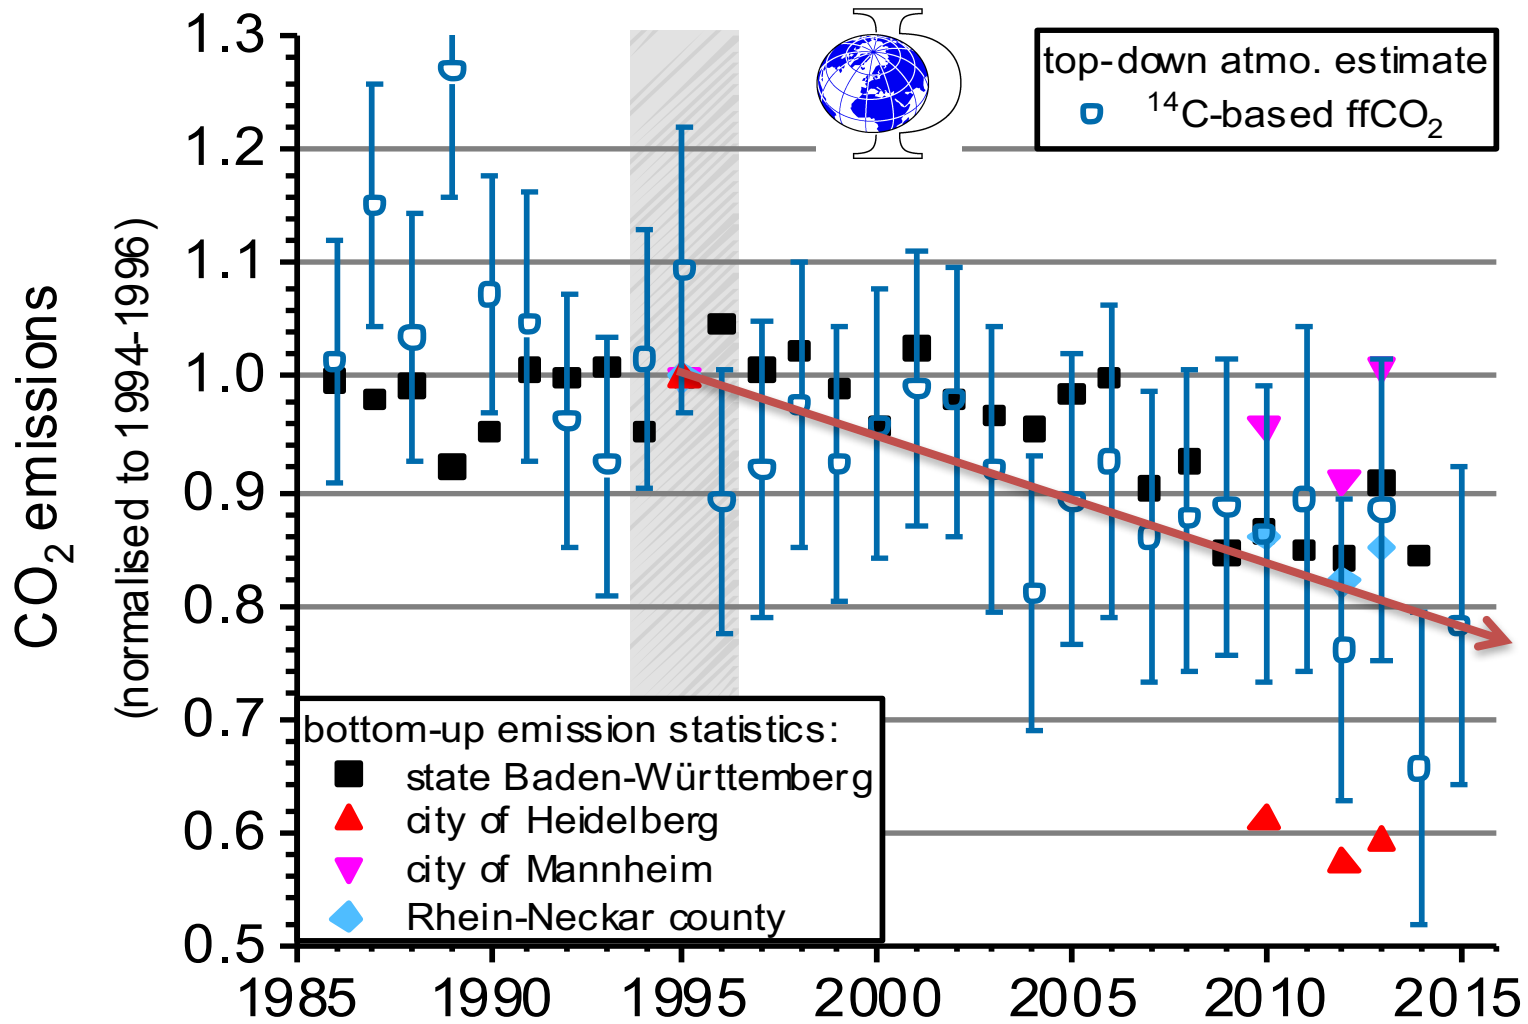 1.3
1.2
1.1
1.0
0.9
0.8
0.7
0.6
0.5
CO₂ emissions
(normalised to 1994-1996)
top-down atmo. estimate
¹⁴C-based ffCO₂
bottom-up emission statistics:
state Baden-Württemberg
city of Heidelberg
city of Mannheim
Rhein-Neckar county
1985 1990 1995 2000 2005 2010 2015